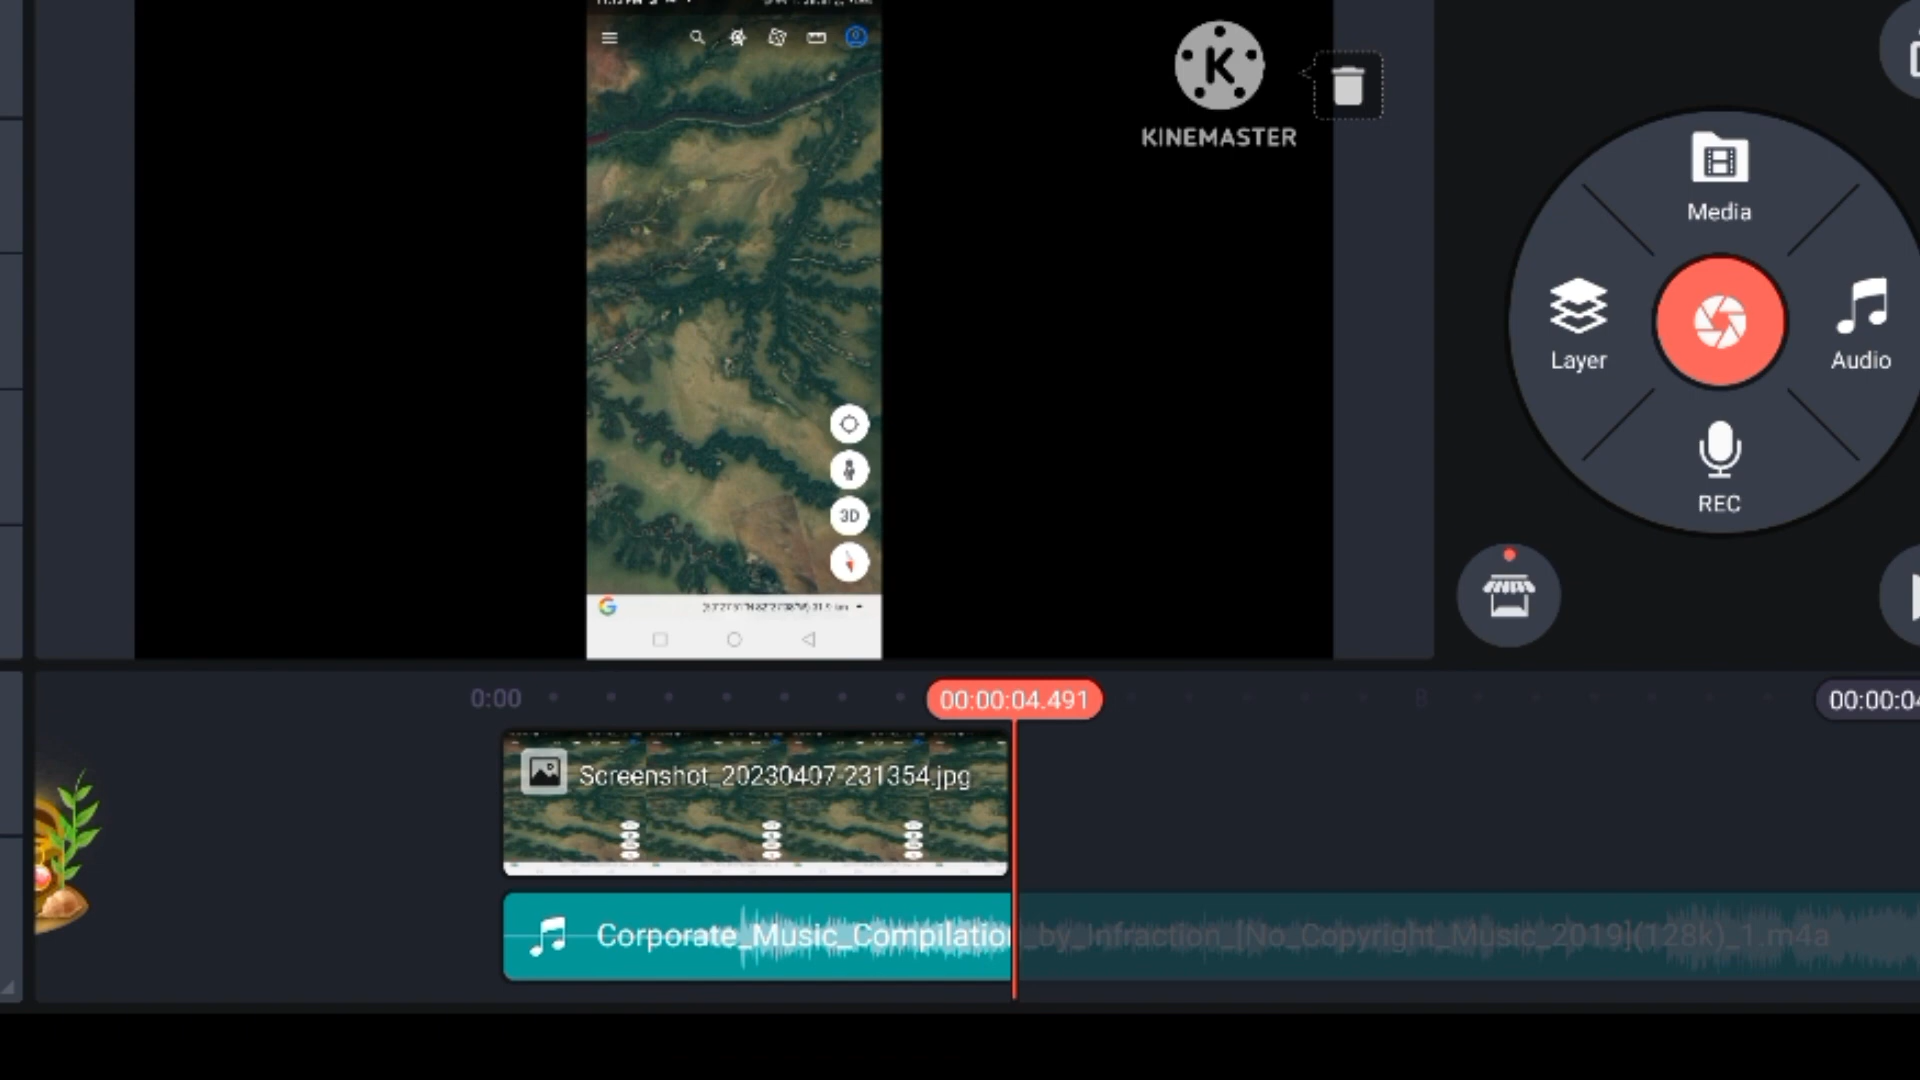 KINEMASTER
Media
Layer
Audio
REC
3D
0:00
00:00:04.491
8
00:00:04
Screenshot_20230407-231354.jpg
Corporate_Music_Compilation_by_Infraction_[No_Copyright_Music_2019](128k)_1.m4a